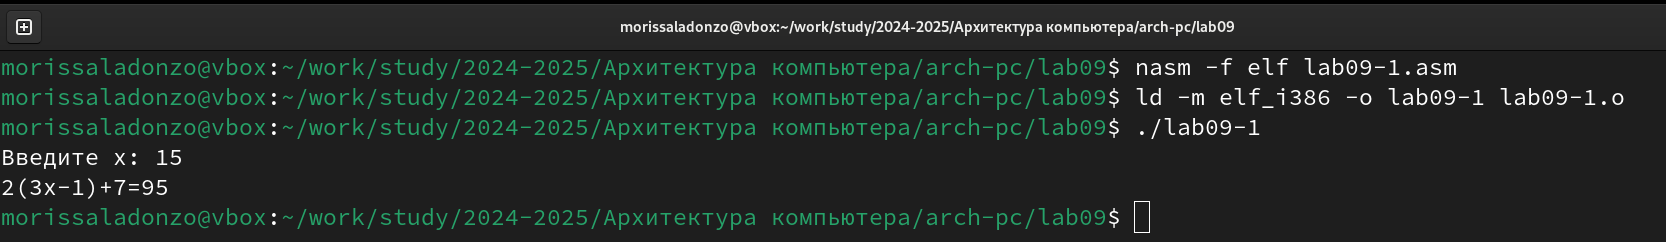 morissaladonzo@vbox:~/work/study/2024-2025/Архитектура компьютера/arch-pc/lab09
morissaladonzo@vbox:~/work/study/2024-2025/Архитектура компьютера/arch-pc/lab09$ nasm -f elf lab09-1.asm
morissaladonzo@vbox:~/work/study/2024-2025/Архитектура компьютера/arch-pc/lab09$ ld -m elf_i386 -o lab09-1 lab09-1.o
morissaladonzo@vbox:~/work/study/2024-2025/Архитектура компьютера/arch-pc/lab09$ ./lab09-1
Введите x: 15
2(3x-1)+7=95
morissaladonzo@vbox:~/work/study/2024-2025/Архитектура компьютера/arch-pc/lab09$